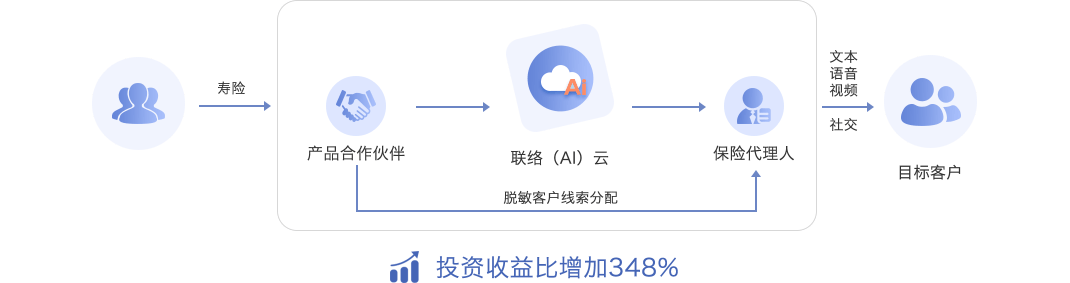 寿险
产品合作伙伴
AI
联络（AI）云
保险代理人
脱敏客户线索分配
文本
语音
视频
社交
目标客户
投资收益比增加348%